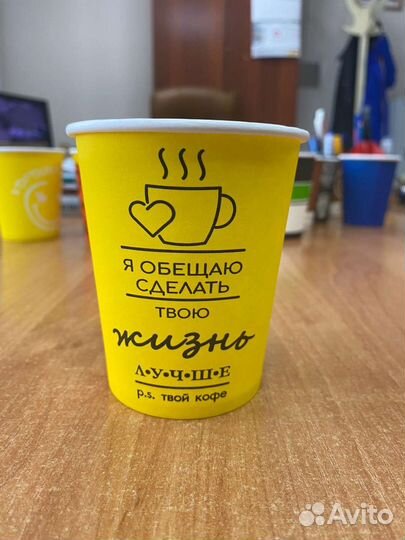 Я ОБЕЩАЮ
СДЕЛАТЬ
ТВОЮ
жизнь
Л•У•Ч•Ш•Е
p.s. твой кофе
Avito